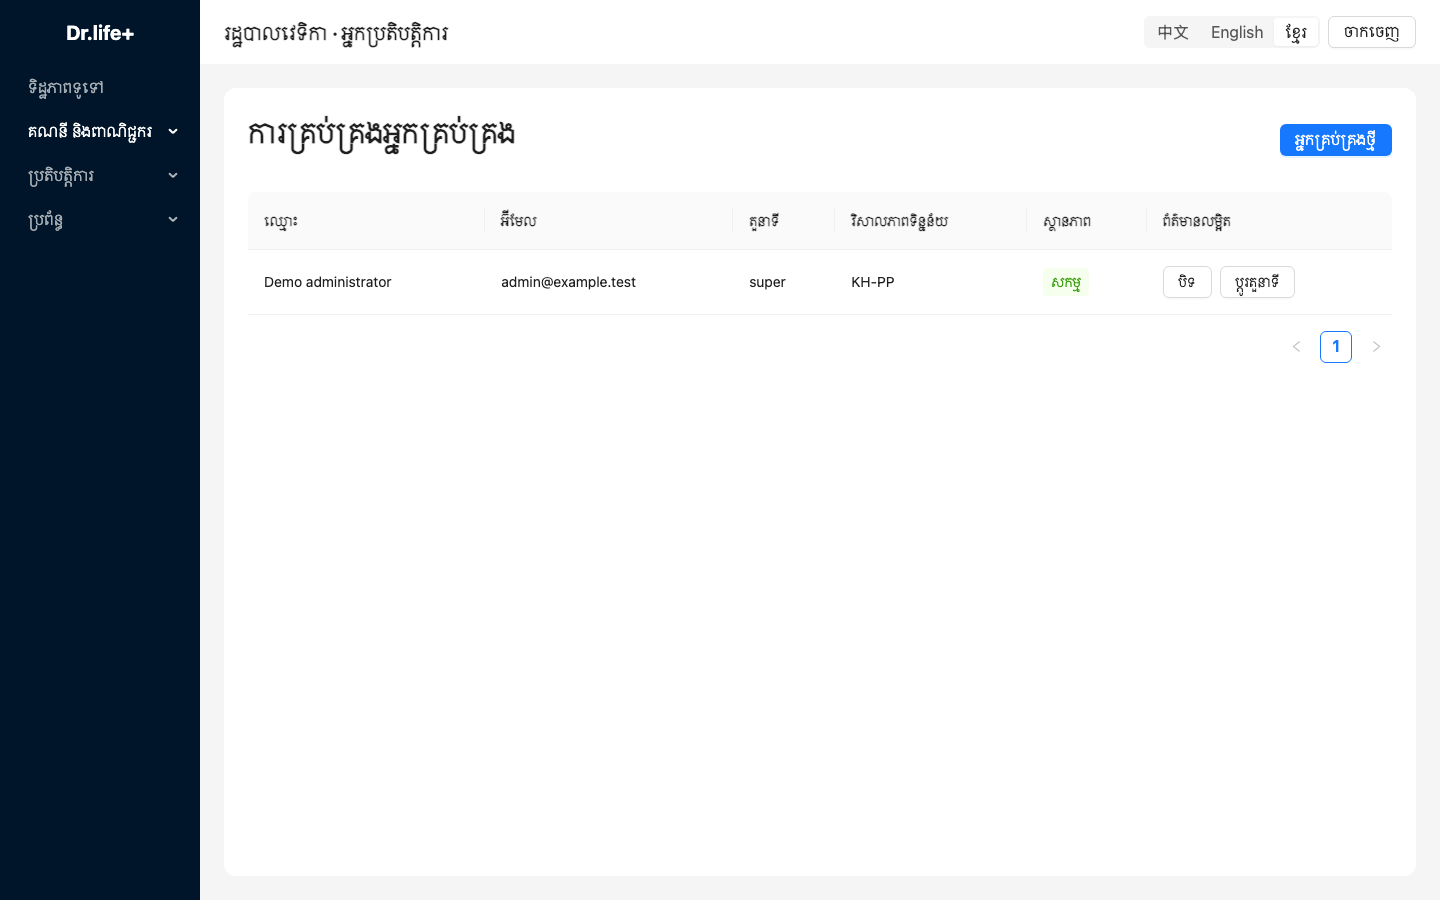 Dr.life+
ទិដ្ឋភាពទូទៅ
គណនី និងពាណិជ្ជករ
ប្រតិបត្តិការ
ប្រព័ន្ធ
រដ្ឋបាលវេទិកា · អ្នកប្រតិបត្តិការ
中文 English ខ្មែរ ចាកចេញ
ការគ្រប់គ្រងអ្នកគ្រប់គ្រង
អ្នកគ្រប់គ្រងថ្មី
ឈ្មោះ អ៊ីមែល តួនាទី វិសាលភាពទិន្នន័យ ស្ថានភាព ព័ត៌មានលម្អិត
Demo administrator admin@example.test super KH-PP សកម្ម បិទ ប្តូរតួនាទី
1